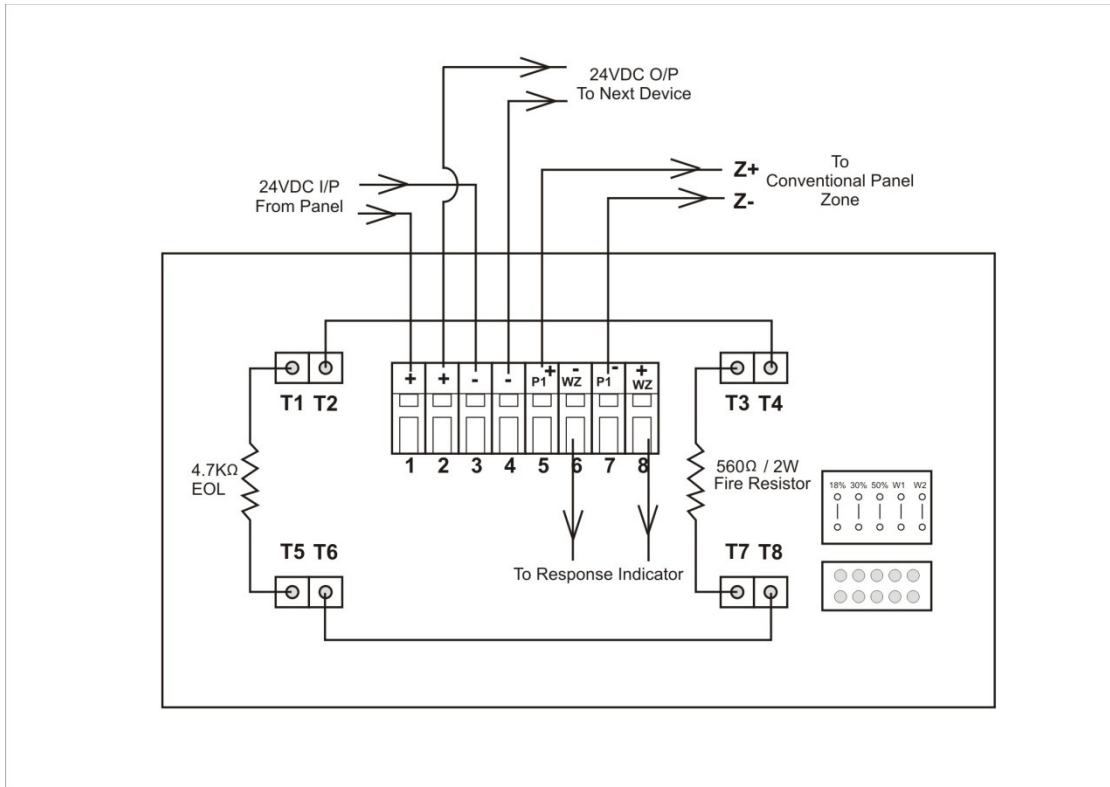 24VDC O/P
To Next Device
Z+
Z-
To
Conventional Panel
Zone
24VDC I/P
From Panel
T1 T2
+ + - - P1 + - WZ P1 - + WZ
1 2 3 4 5 6 7 8
T3 T4
4.7KΩ
EOL
560Ω / 2W
Fire Resistor
18% 30% 50% W1 W2
T5 T6
T7 T8
To Response Indicator